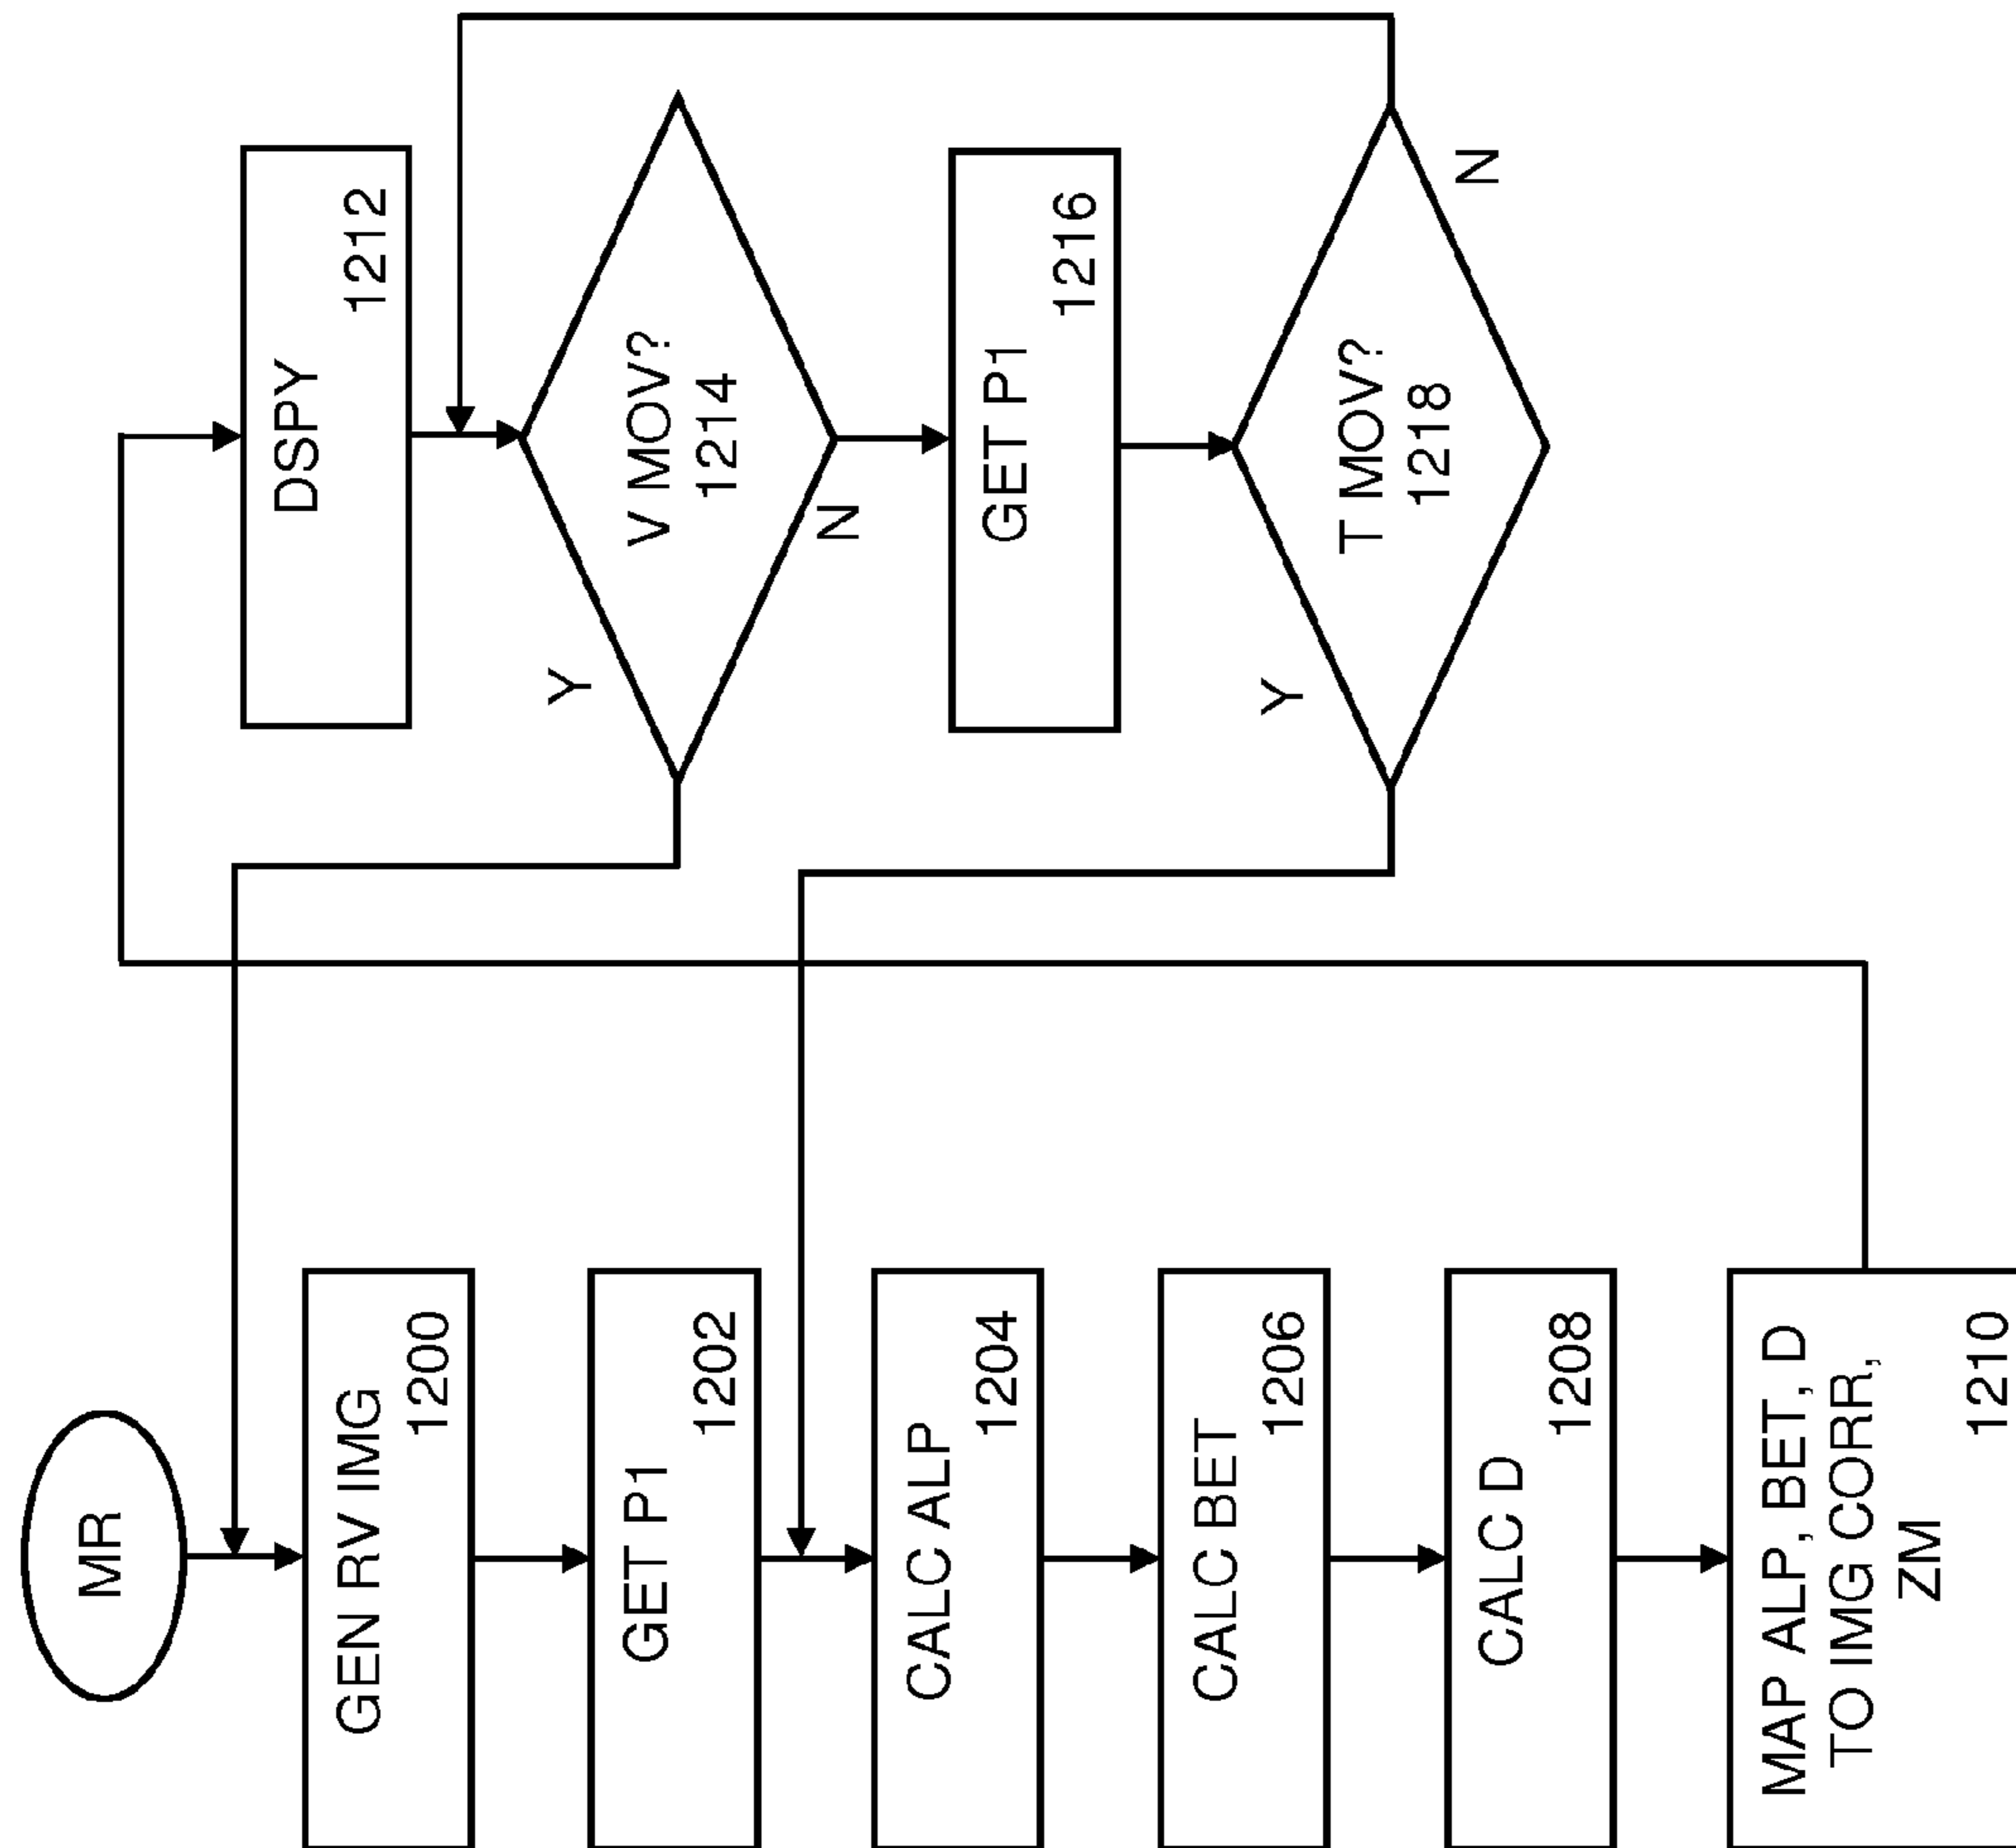 MR
GEN RV IMG
1200
GET P1
1202
CALC ALP
1204
CALC BET
1206
CALC D
1208
MAP ALP, BET, D
TO IMG CORR,
ZM
1210
DSPY
1212
V MOV?
1214
Y
N
GET P1
1216
T MOV?
1218
Y
N